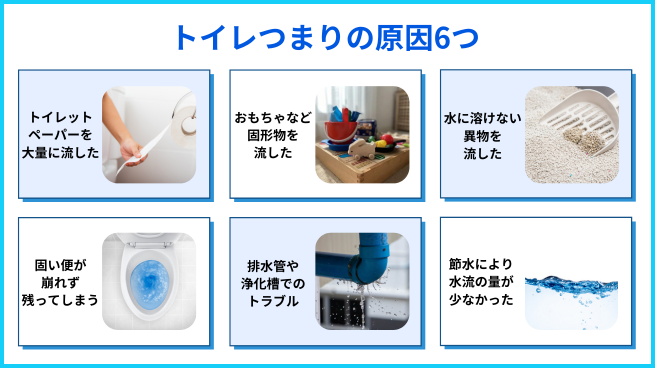 トイレつまりの原因6つ
トイレット
ペーパーを
大量に流した
おもちゃなど
固形物を
流した
水に溶けない
異物を
流した
固い便が
崩れず
残ってしまう
排水管や
浄化槽での
トラブル
節水により
水流の量が
少なかった